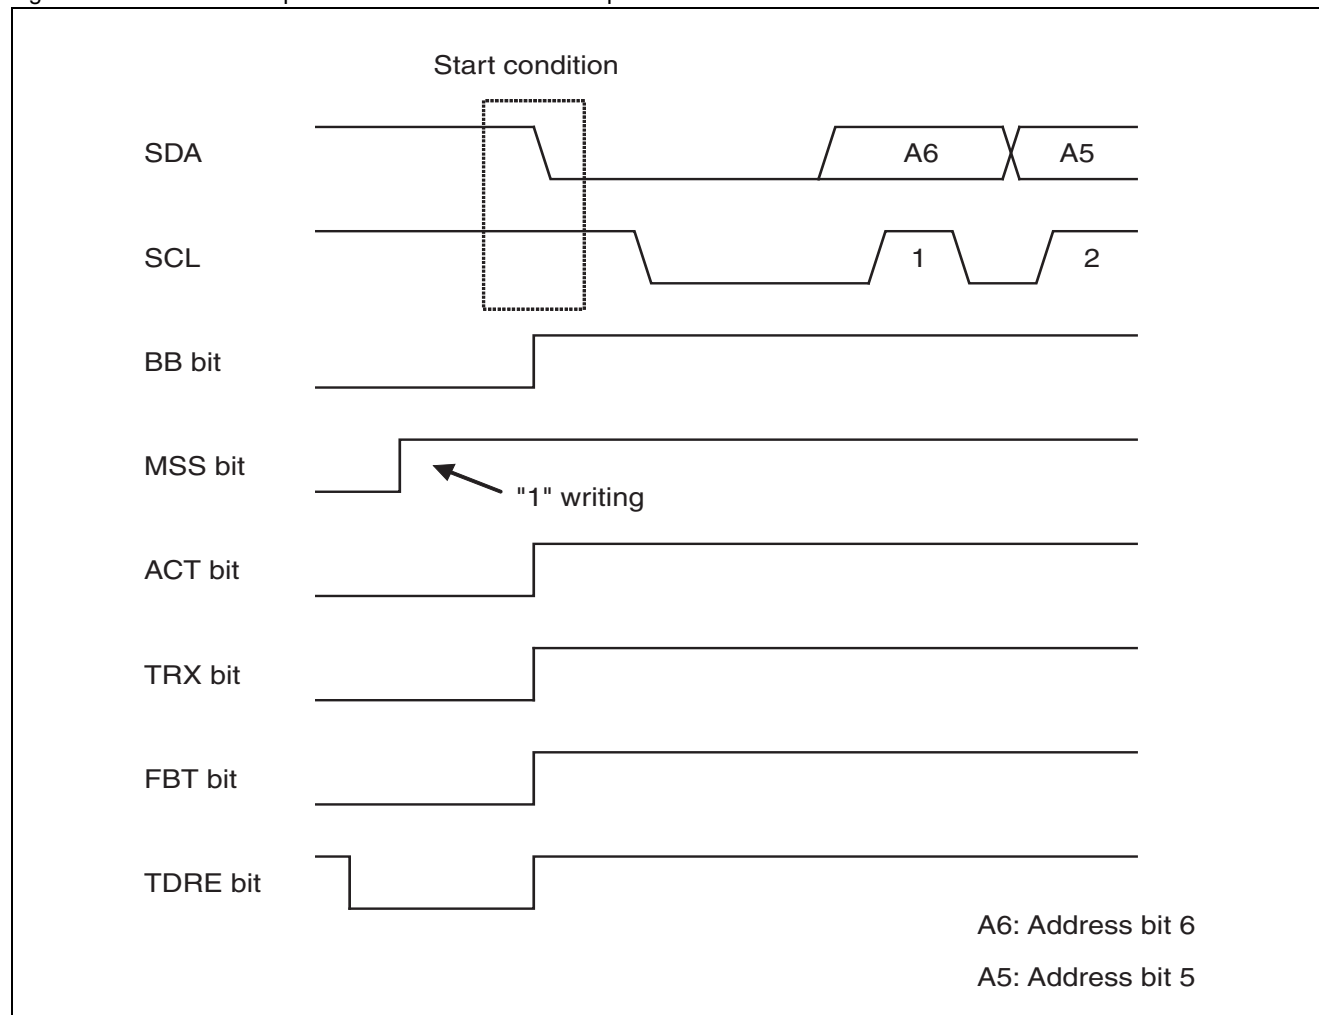 Start condition
SDA
A6
A5
SCL
1
2
BB bit
MSS bit
"1" writing
ACT bit
TRX bit
FBT bit
TDRE bit
A6: Address bit 6
A5: Address bit 5